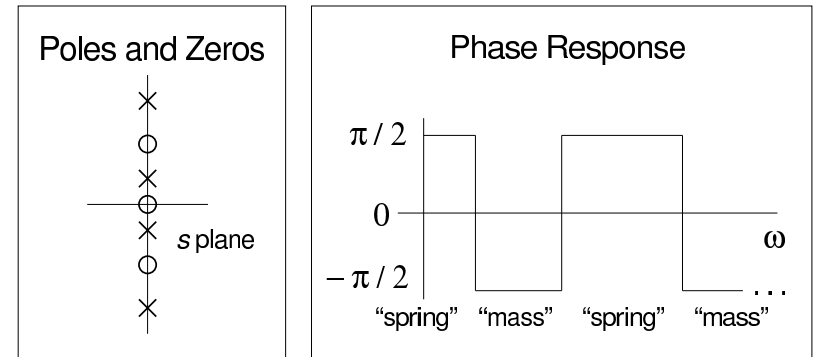 Poles and Zeros
s plane
Phase Response
π / 2
0
ω
− π / 2
. . .
“spring” “mass” “spring” “mass”